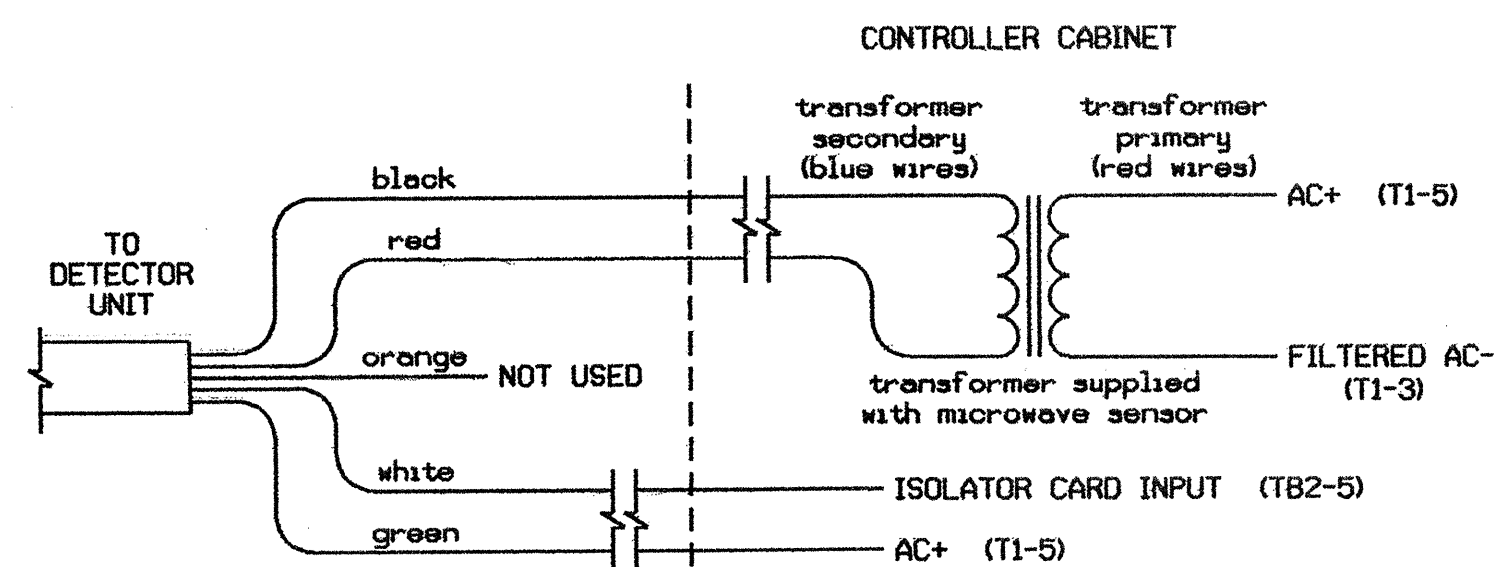 CONTROLLER CABINET
transformer
secondary
(blue wires)
transformer
primary
(red wires)
black
AC+ (T1-5)
red
TO
DETECTOR
UNIT
orange
NOT USED
FILTERED AC-
(T1-3)
transformer supplied
with microwave sensor
white
ISOLATOR CARD INPUT (TB2-5)
green
AC+ (T1-5)